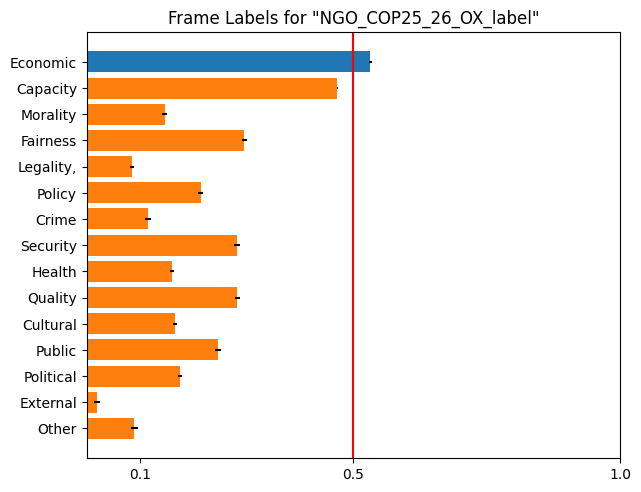 Frame Labels for "NGO_COP25_26_OX_label"
Economic
Capacity
Morality
Fairness
Legality,
Policy
Crime
Security
Health
Quality
Cultural
Public
Political
External
Other
0.1 0.5 1.0